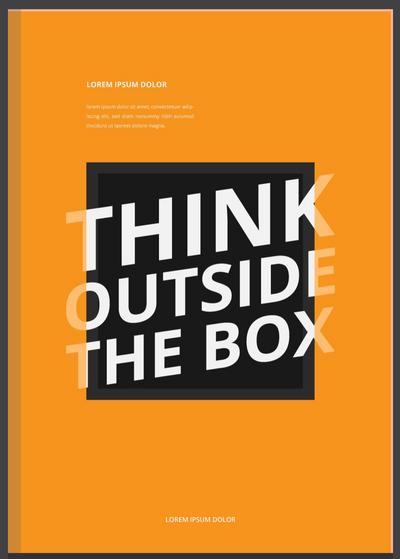 LOREM IPSUM DOLOR
lorem ipsum dolor sit amet, consectetuer adip-
iscing elit, sed diam nonummy nibh euismod
tincidunt ut laoreet dolore magna.
THINK
OUTSIDE
THE BOX
LOREM IPSUM DOLOR